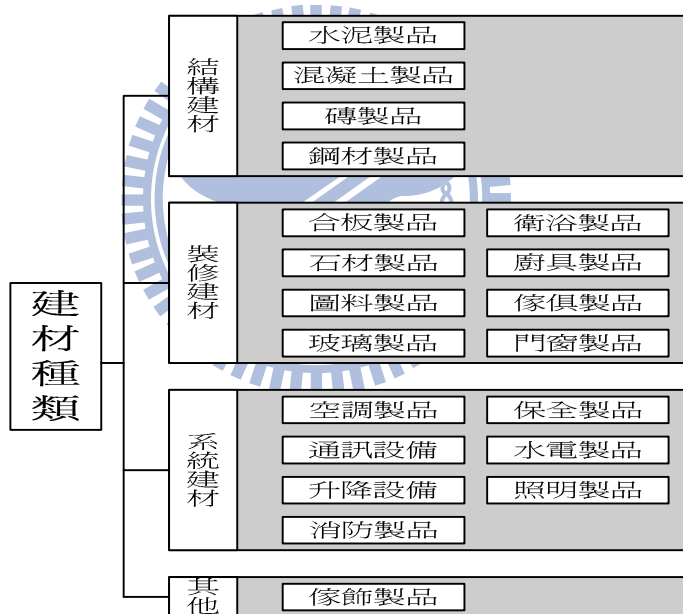 建材種類
結構建材
水泥製品
混凝土製品
磚製品
鋼材製品
裝修建材
合板製品
衛浴製品
石材製品
廚具製品
圖料製品
傢俱製品
玻璃製品
門窗製品
系統建材
空調製品
保全製品
通訊設備
水電製品
升降設備
照明製品
消防製品
其他
傢飾製品